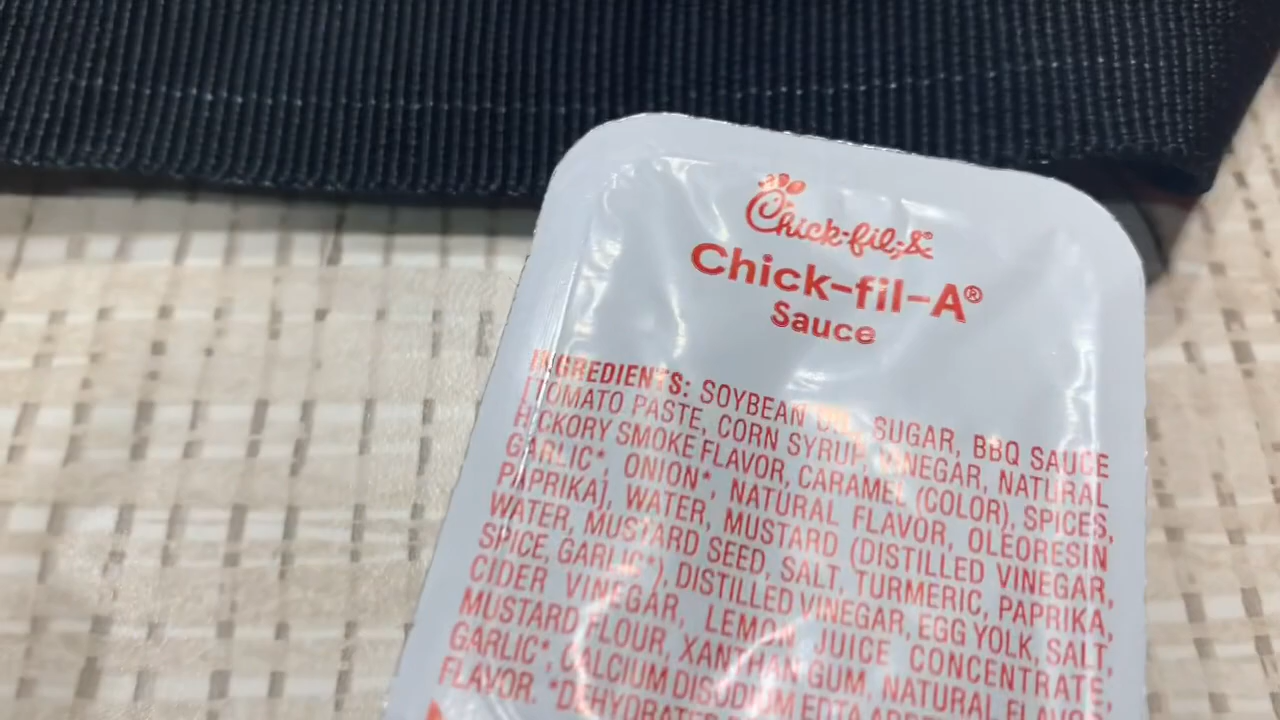 Chick-fil-A®
Chick-fil-A®
Sauce
INGREDIENTS: SOYBEAN OIL, SUGAR, BBQ SAUCE
[TOMATO PASTE, CORN SYRUP, VINEGAR, NATURAL
HICKORY SMOKE FLAVOR, CARAMEL (COLOR), SPICES,
GARLIC*, ONION*, NATURAL FLAVOR, OLEORESIN
PAPRIKA], WATER, MUSTARD (DISTILLED VINEGAR,
WATER, MUSTARD SEED, SALT, TURMERIC, PAPRIKA,
SPICE, GARLIC*), DISTILLED VINEGAR, EGG YOLK, SALT,
CIDER VINEGAR, LEMON JUICE CONCENTRATE,
MUSTARD FLOUR, XANTHAN GUM, NATURAL FLAVOR,
GARLIC*, CALCIUM DISODIUM EDTA
FLAVOR. *DEHYDRATED